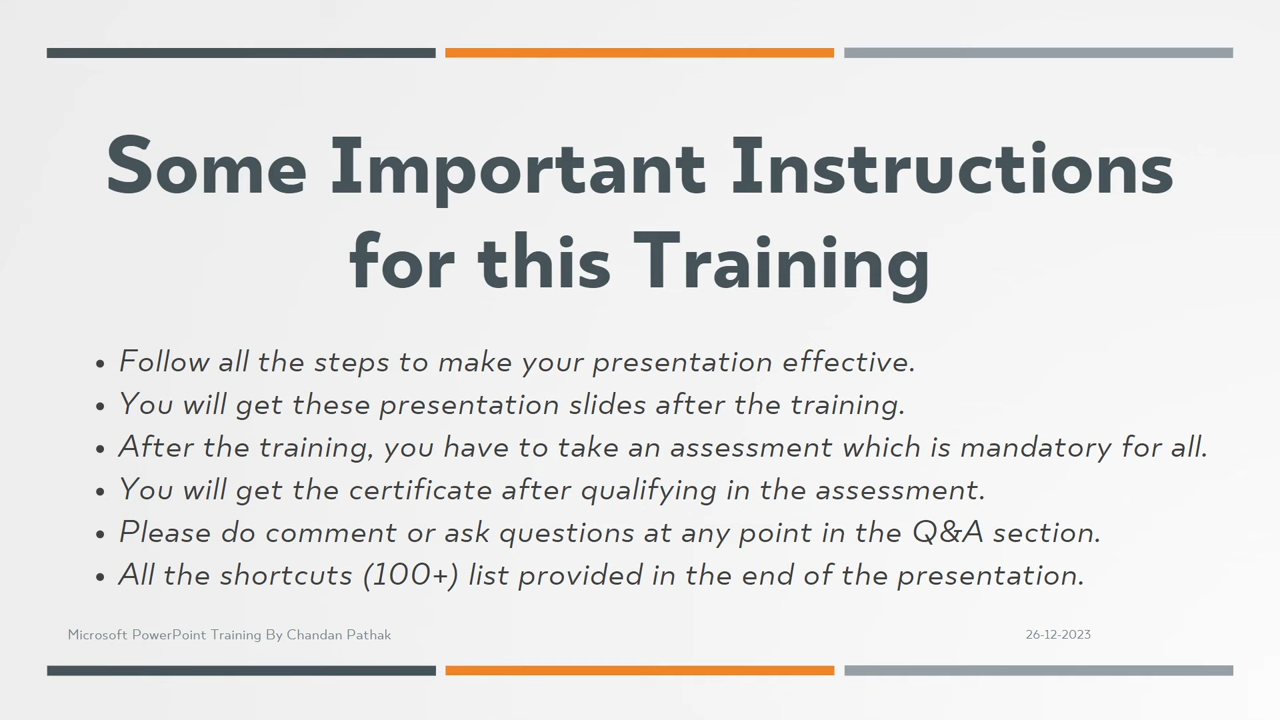 Some Important Instructions
for this Training
• Follow all the steps to make your presentation effective.
• You will get these presentation slides after the training.
• After the training, you have to take an assessment which is mandatory for all.
• You will get the certificate after qualifying in the assessment.
• Please do comment or ask questions at any point in the Q&A section.
• All the shortcuts (100+) list provided in the end of the presentation.
Microsoft PowerPoint Training By Chandan Pathak
26-12-2023